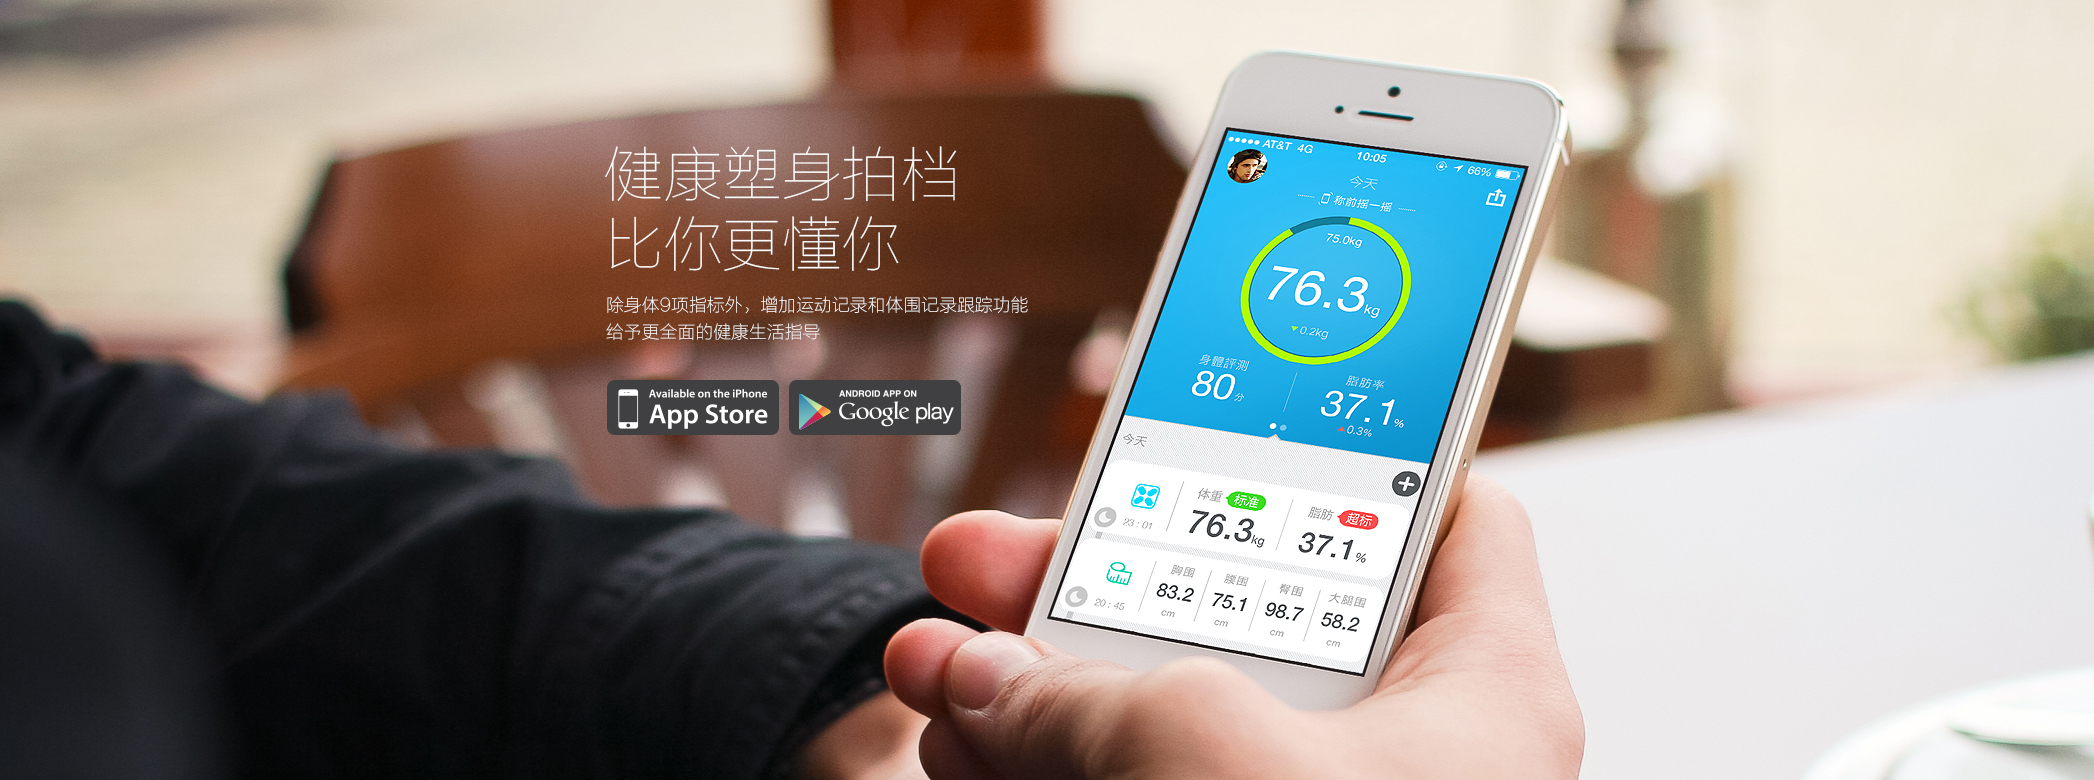 健康塑身拍档
比你更懂你
除身体9项指标外，增加运动记录和体围记录跟踪功能
给予更全面的健康生活指导
Available on the iPhone
App Store
ANDROID APP ON
Google play
AT&T 4G 10:05 66%
今天
称前摇一摇
75.0kg
76.3kg
0.2kg
身體評測 脂肪率
80分 37.1%
0.3%
今天
体重 标准 脂肪 超标
23:01 76.3kg 37.1%
胸围 腰围 臀围 大腿围
20:45 83.2 75.1 98.7 58.2
cm cm cm cm